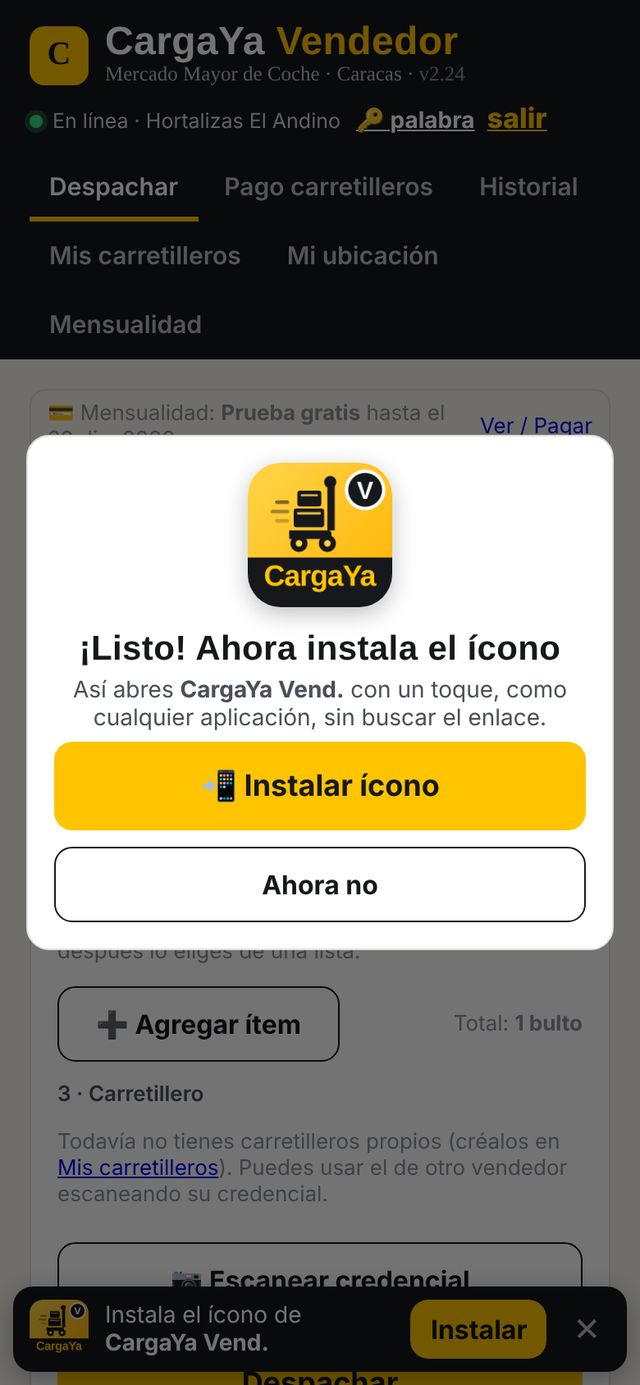 C
CargaYa Vendedor
Mercado Mayor de Coche · Caracas · v2.24
En línea · Hortalizas El Andino 🔑 palabra salir
Despachar Pago carretilleros Historial
Mis carretilleros Mi ubicación
Mensualidad
💳 Mensualidad: Prueba gratis hasta el
Ver / Pagar
V
CargaYa
¡Listo! Ahora instala el ícono
Así abres CargaYa Vend. con un toque, como
cualquier aplicación, sin buscar el enlace.
📲 Instalar ícono
Ahora no
después lo eliges de una lista.
➕ Agregar ítem Total: 1 bulto
3 · Carretillero
Todavía no tienes carretilleros propios (créalos en
Mis carretilleros). Puedes usar el de otro vendedor
escaneando su credencial.
📷 Escanear credencial
V
CargaYa
Instala el ícono de
CargaYa Vend.
Instalar ✕
Despachar